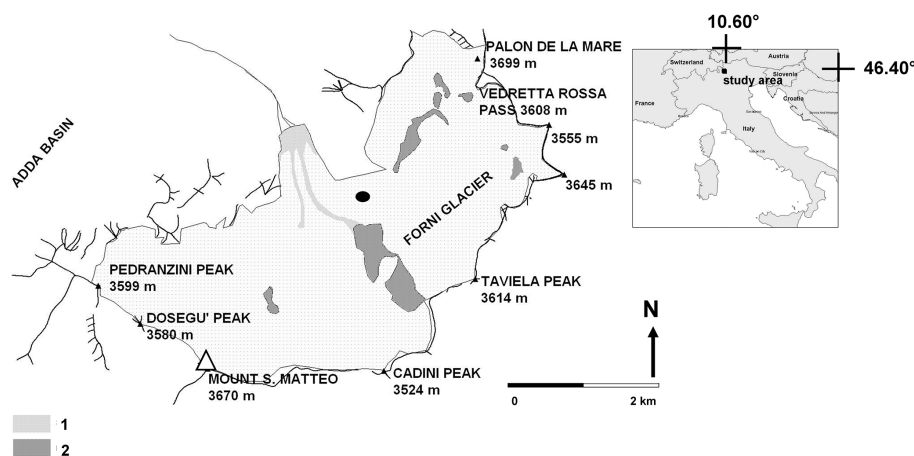 PALON DE LA MARE
3699 m
VEDRETTA ROSSA
PASS 3608 m
3555 m
3645 m
ADDA BASIN
FORNI GLACIER
PEDRANZINI PEAK
3599 m
DOSEGU' PEAK
3580 m
MOUNT S. MATTEO
3670 m
TAVIELA PEAK
3614 m
CADINI PEAK
3524 m
N
0 2 km
1
2
10.60°
46.40°
Switzerland
Austria
study area
Slovenia
France
Croatia
Italy